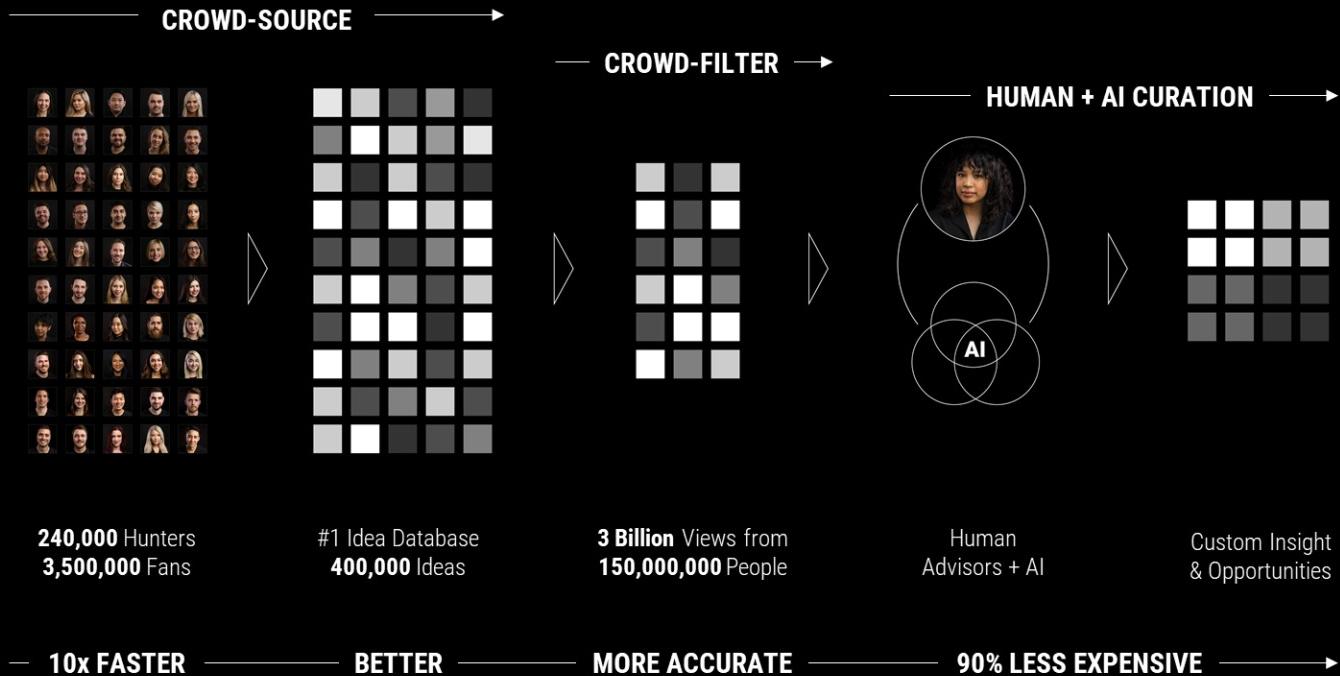 CROWD-SOURCE
CROWD-FILTER
HUMAN + AI CURATION
AI
240,000 Hunters
3,500,000 Fans
#1 Idea Database
400,000 Ideas
3 Billion Views from
150,000,000 People
Human
Advisors + AI
Custom Insight
& Opportunities
10x FASTER
BETTER
MORE ACCURATE
90% LESS EXPENSIVE